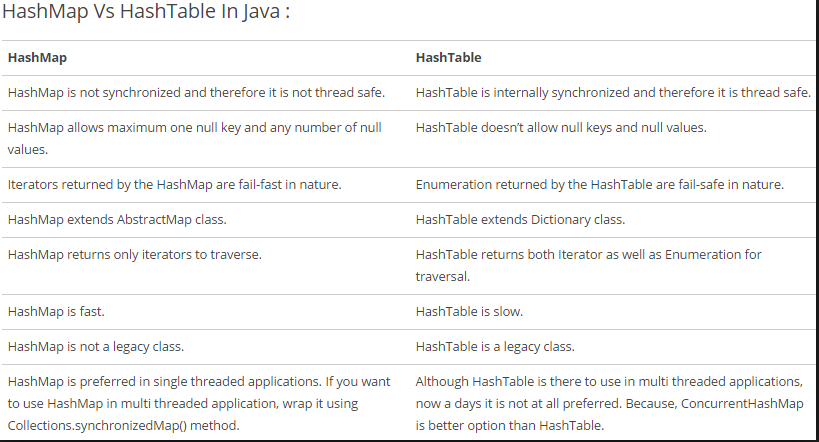 HashMap Vs HashTable In Java :
HashMap
HashTable
HashMap is not synchronized and therefore it is not thread safe.
HashTable is internally synchronized and therefore it is thread safe.
HashMap allows maximum one null key and any number of null
values.
HashTable doesn’t allow null keys and null values.
Iterators returned by the HashMap are fail-fast in nature.
Enumeration returned by the HashTable are fail-safe in nature.
HashMap extends AbstractMap class.
HashTable extends Dictionary class.
HashMap returns only iterators to traverse.
HashTable returns both Iterator as well as Enumeration for
traversal.
HashMap is fast.
HashTable is slow.
HashMap is not a legacy class.
HashTable is a legacy class.
HashMap is preferred in single threaded applications. If you want
to use HashMap in multi threaded application, wrap it using
Collections.synchronizedMap() method.
Although HashTable is there to use in multi threaded applications,
now a days it is not at all preferred. Because, ConcurrentHashMap
is better option than HashTable.